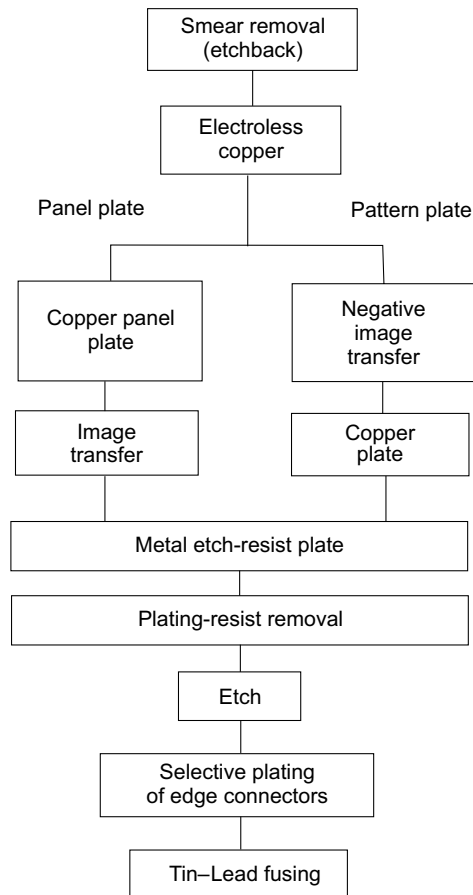 Smear removal
(etchback)
Electroless
copper
Panel plate
Pattern plate
Copper panel
plate
Negative
image
transfer
Image
transfer
Copper
plate
Metal etch-resist plate
Plating-resist removal
Etch
Selective plating
of edge connectors
Tin–Lead fusing